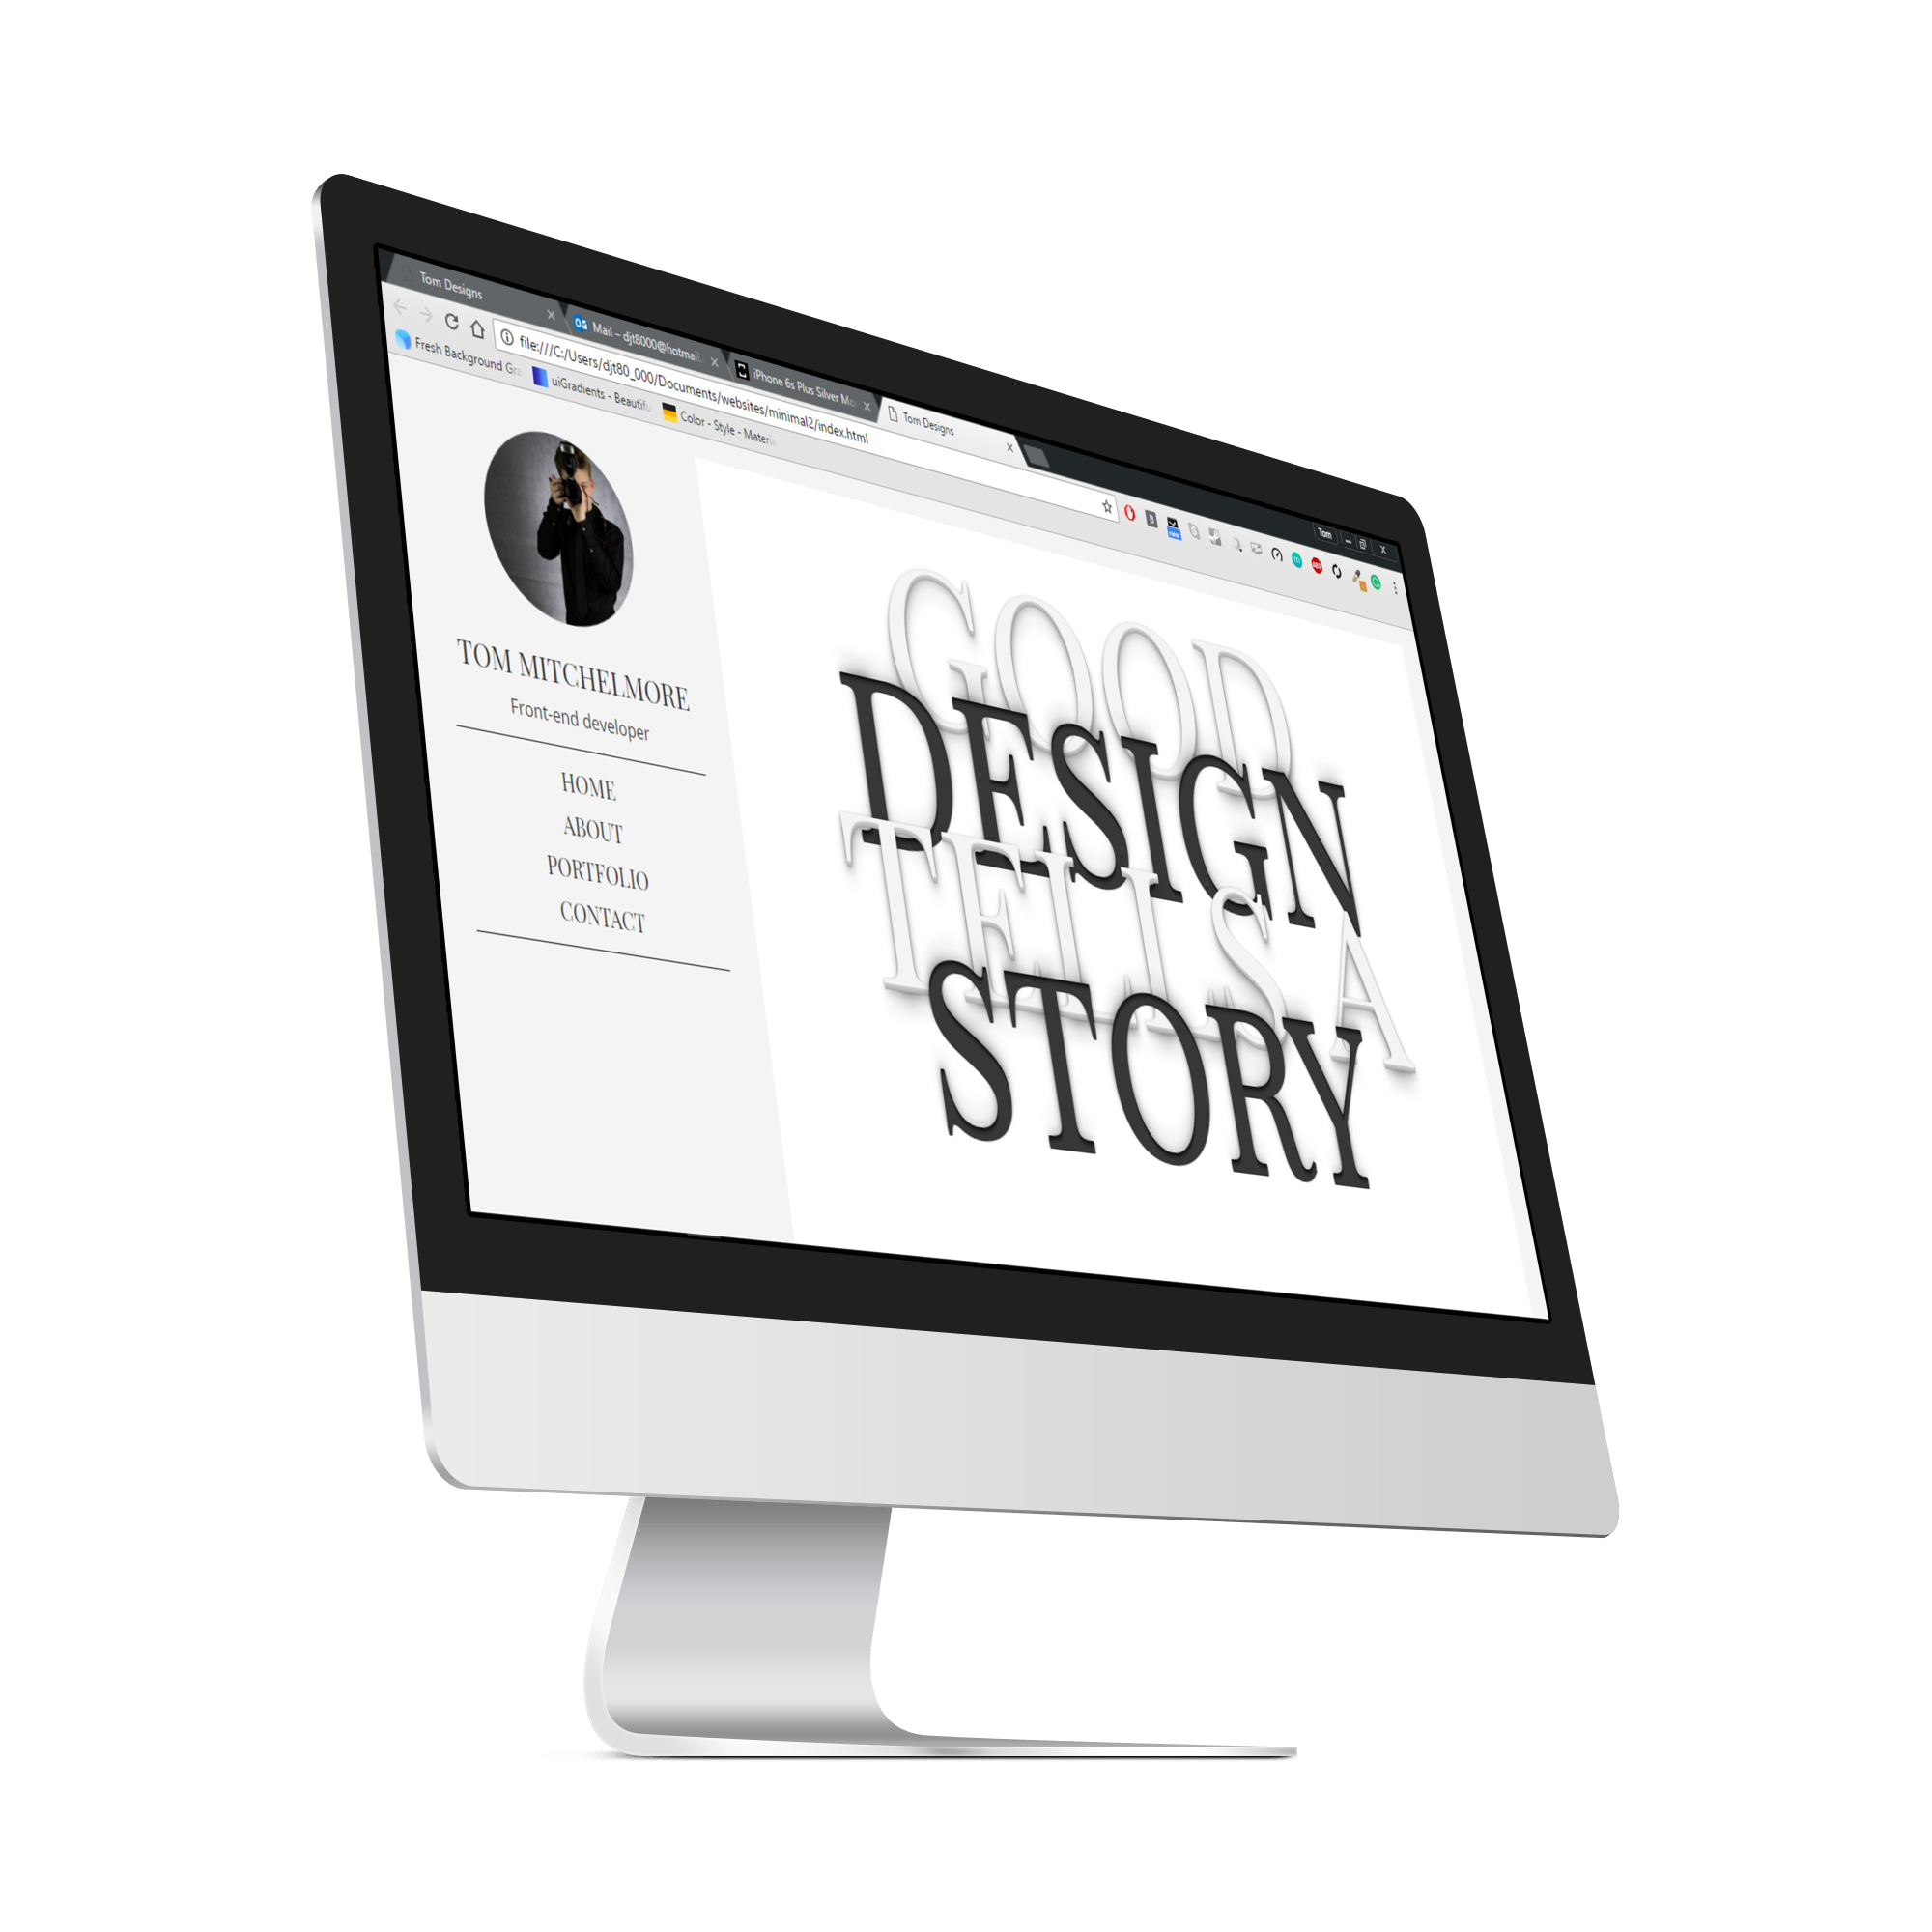 Tom Designs
Mail – djt8000@hotmail.
iPhone 6s Plus Silver Mo
Tom Designs
Tom
file:///C:/Users/djt80_000/Documents/websites/minimal2/index.html
Fresh Background Gra
uiGradients - Beautifu
Color - Style - Materia
TOM MITCHELMORE
Front-end developer
HOME
ABOUT
PORTFOLIO
CONTACT
GOOD
DESIGN
TELLS A
STORY